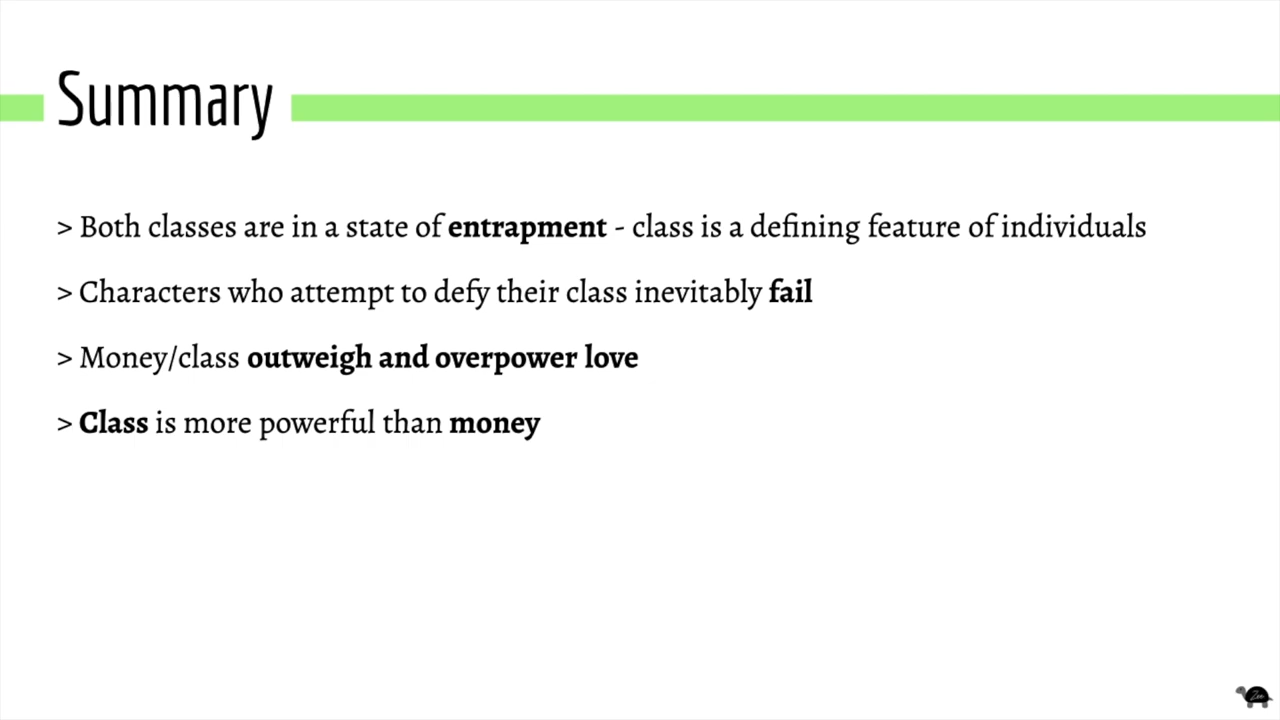 Summary
> Both classes are in a state of entrapment - class is a defining feature of individuals
> Characters who attempt to defy their class inevitably fail
> Money/class outweigh and overpower love
> Class is more powerful than money